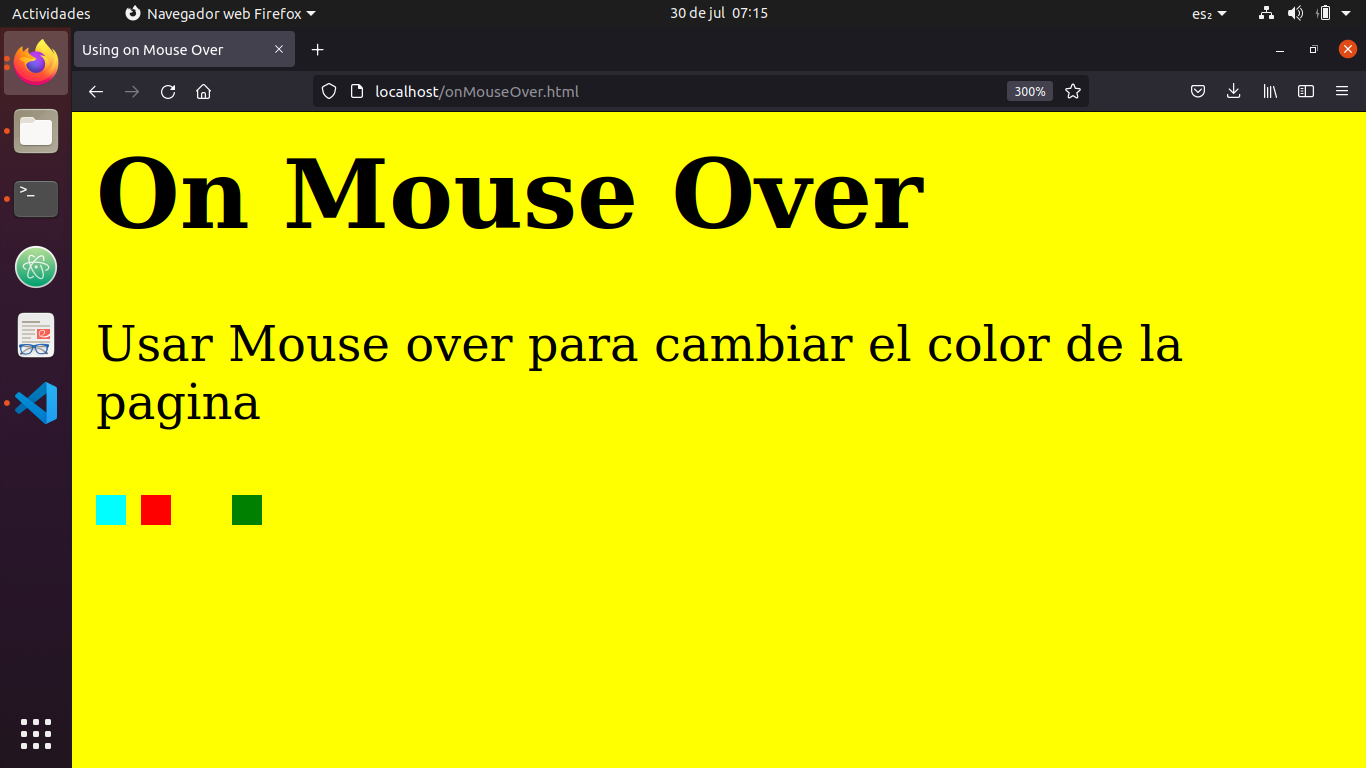 Actividades
Navegador web Firefox
30 de jul 07:15
es₂
Using on Mouse Over
localhost/onMouseOver.html
300%
>_
On Mouse Over
Usar Mouse over para cambiar el color de la
pagina